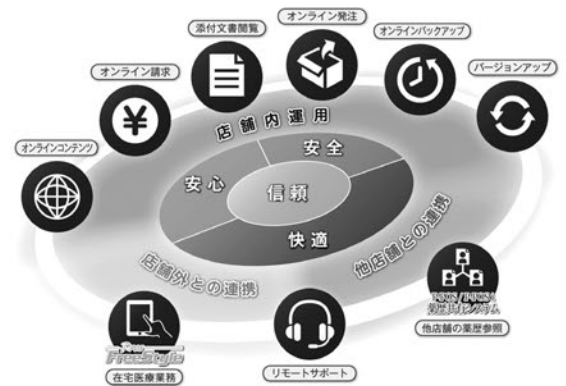 オンライン発注
添付文書閲覧
オンラインバックアップ
オンライン請求
バージョンアップ
¥
オンラインコンテンツ
店舗内運用
安全
安心
信頼
快適
店舗外との連携
他店舗との連携
FreeStyle
在宅医療業務
リモートサポート
他店舗の薬歴参照